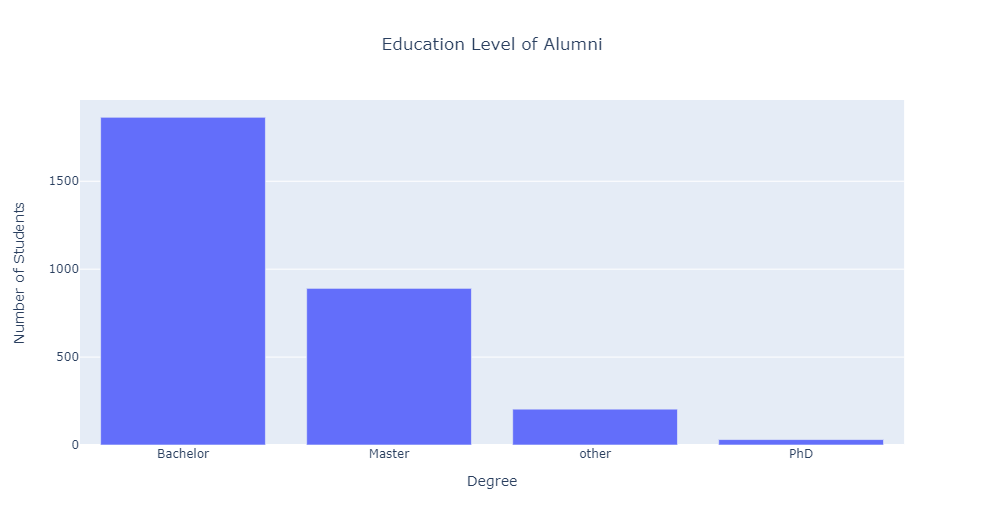 Education Level of Alumni
Number of Students
1500
1000
500
0
Bachelor
Master
other
PhD
Degree